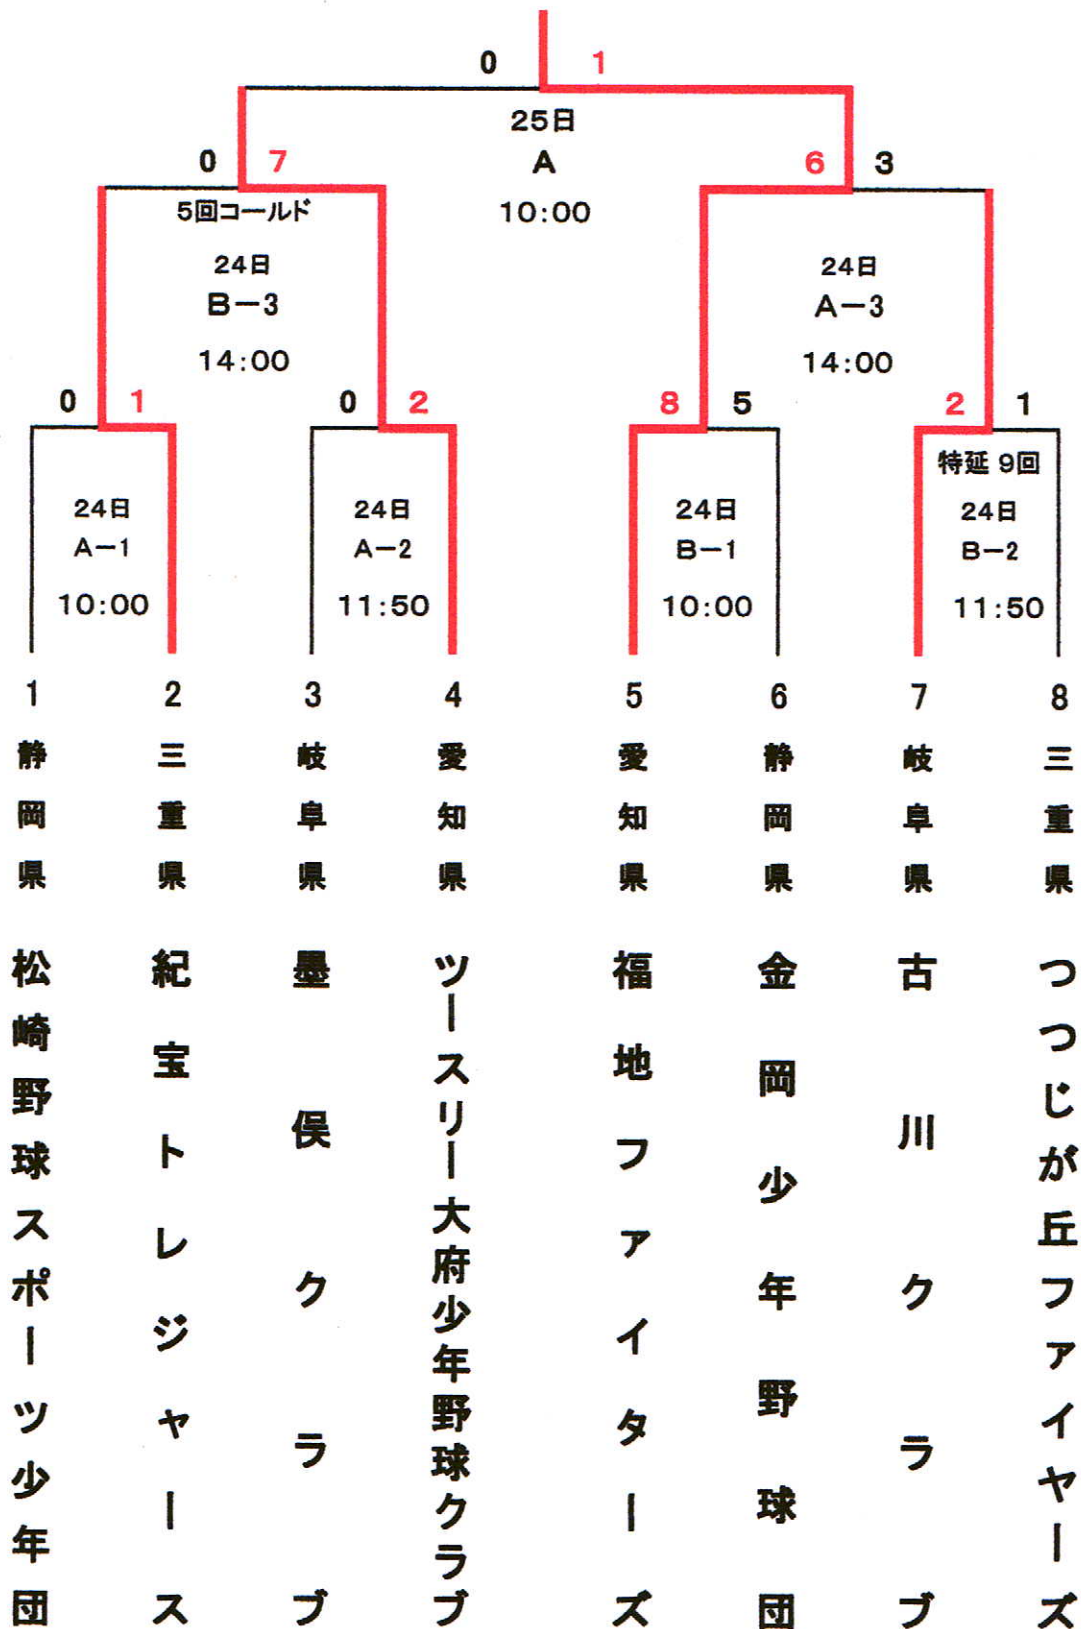 0 1
25日
A
10:00
0 7
5回コールド
24日
B-3
14:00
6 3
24日
A-3
14:00
0 1
24日
A-1
10:00
0 2
24日
A-2
11:50
8 5
24日
B-1
10:00
2 1
特延 9回
24日
B-2
11:50
1
静岡県
松崎野球スポーツ少年団
2
三重県
紀宝トレジャース
3
岐阜県
墨俣クラブ
4
愛知県
ツースリー大府少年野球クラブ
5
愛知県
福地ファイターズ
6
静岡県
金岡少年野球団
7
岐阜県
古川クラブ
8
三重県
つつじが丘ファイヤーズ